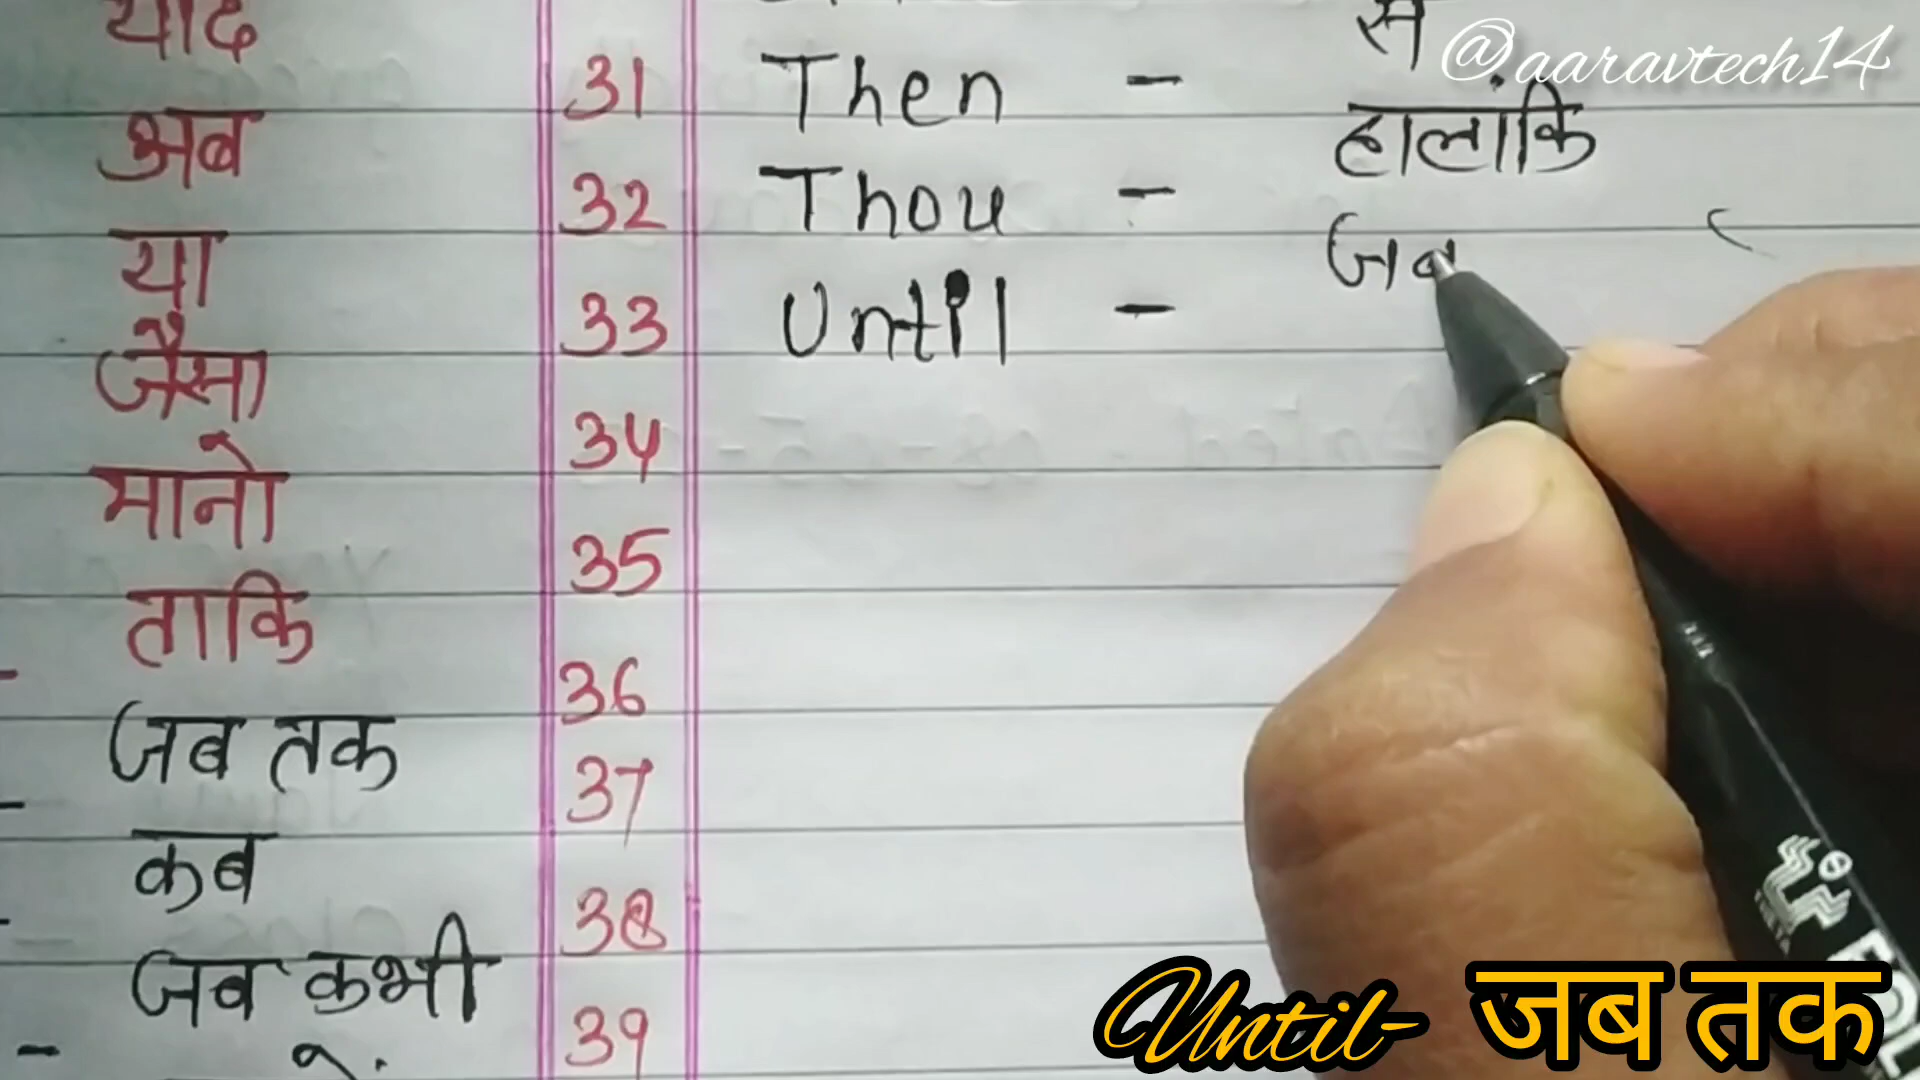 याद
अब
या
जैसा
मानो
ताकि
जब तक
कब
जब कभी
से
31 Then -
32 Thou - हालांकि
33 Until - जब
34
35
36
37
38
39
@aaravtech14
Until- जब तक